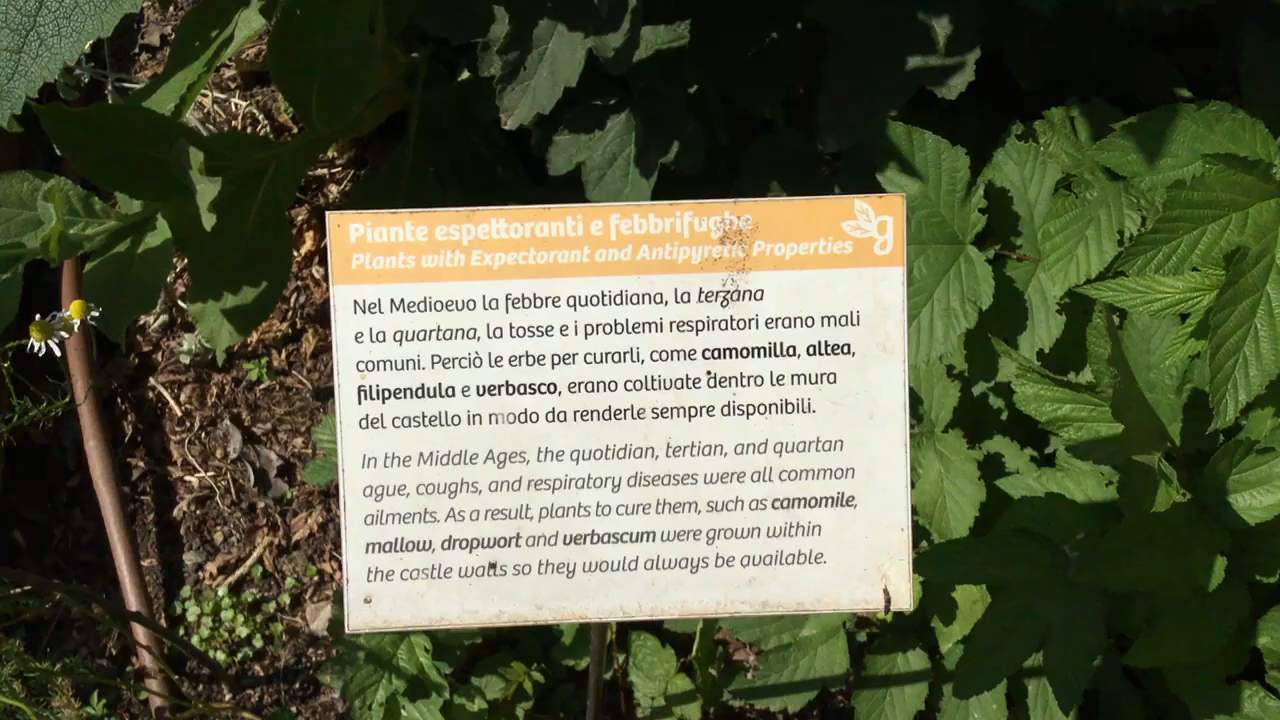 Piante espettoranti e febbrifughe
Plants with Expectorant and Antipyretic Properties
g
Nel Medioevo la febbre quotidiana, la terzana
e la quartana, la tosse e i problemi respiratori erano mali
comuni. Perciò le erbe per curarli, come camomilla, altea,
filipendula e verbasco, erano coltivate dentro le mura
del castello in modo da renderle sempre disponibili.
In the Middle Ages, the quotidian, tertian, and quartan
ague, coughs, and respiratory diseases were all common
ailments. As a result, plants to cure them, such as camomile,
mallow, dropwort and verbascum were grown within
the castle walls so they would always be available.